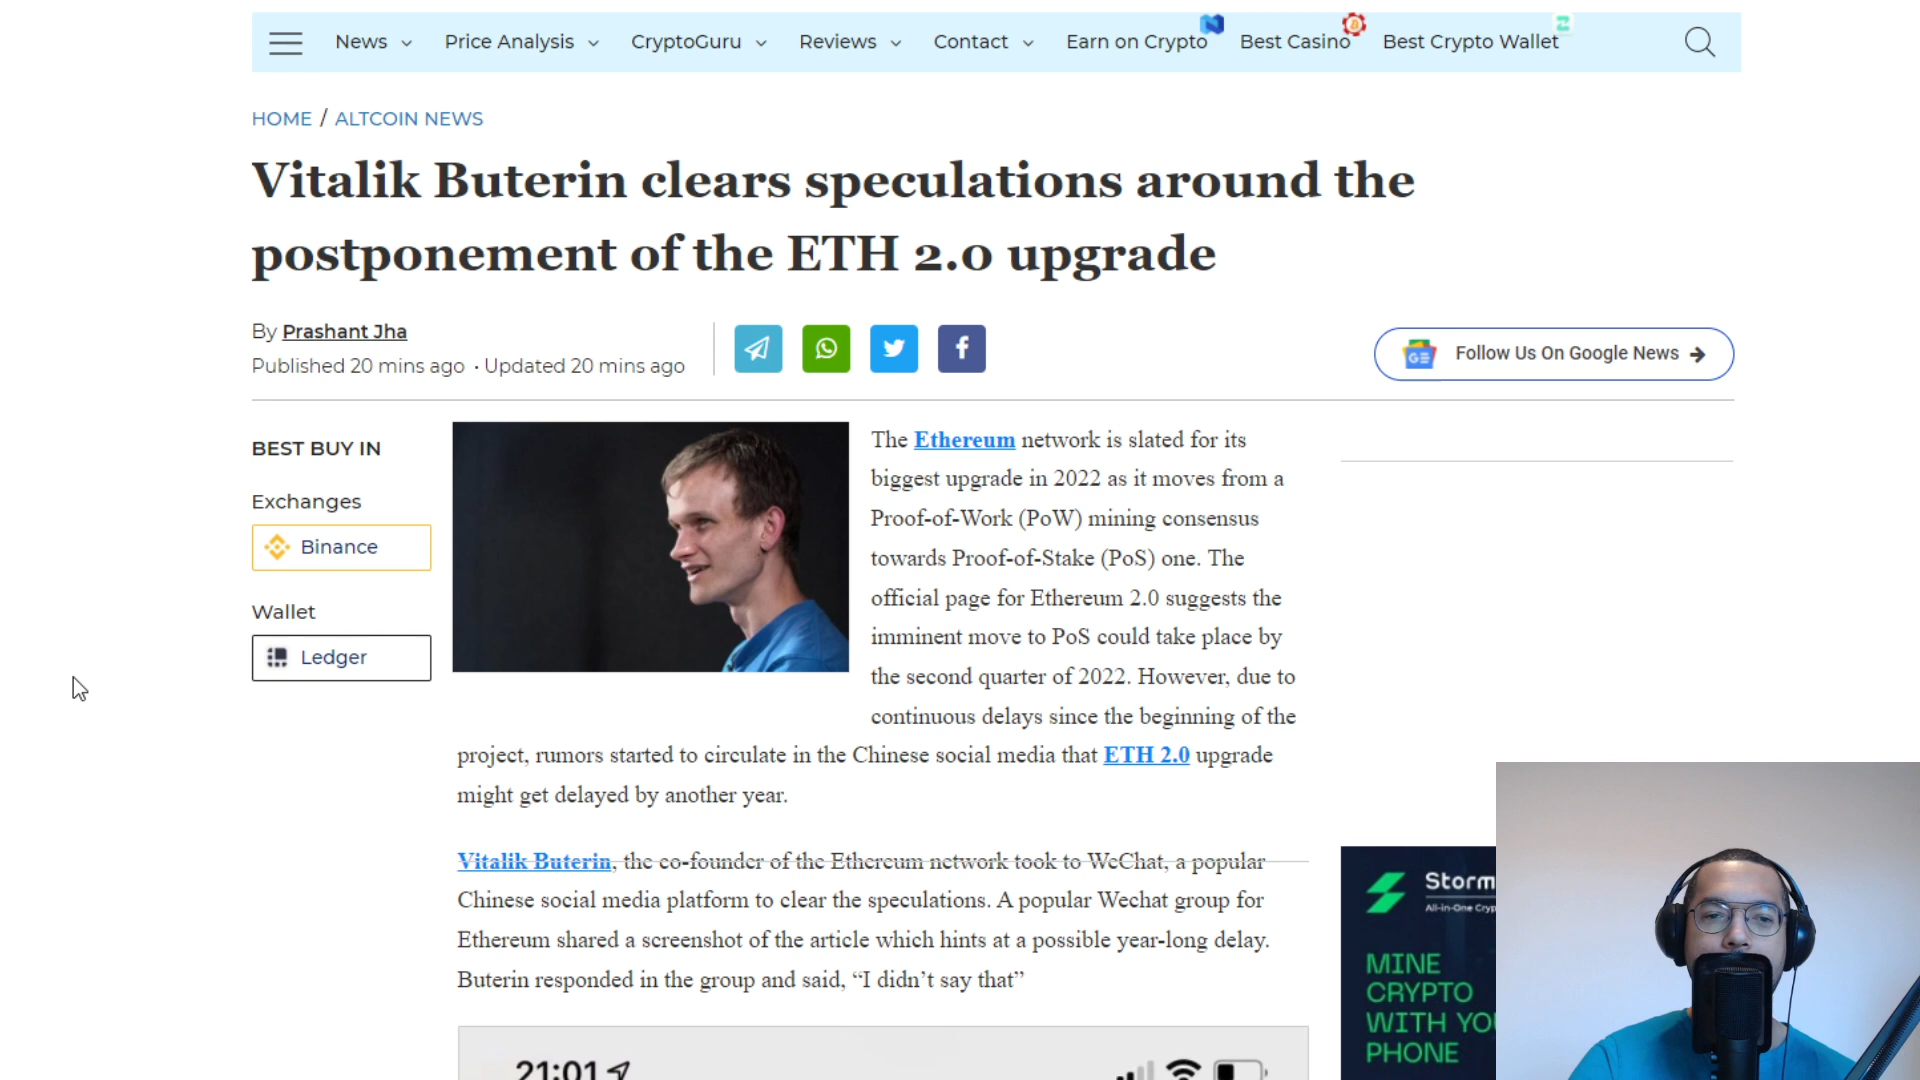 News
Price Analysis
CryptoGuru
Reviews
Contact
Earn on Crypto
Best Casino
Best Crypto Wallet
HOME / ALTCOIN NEWS
Vitalik Buterin clears speculations around the
postponement of the ETH 2.0 upgrade
By Prashant Jha
Published 20 mins ago · Updated 20 mins ago
f
GE
Follow Us On Google News →
BEST BUY IN
Exchanges
Binance
Wallet
Ledger
The Ethereum network is slated for its
biggest upgrade in 2022 as it moves from a
Proof-of-Work (PoW) mining consensus
towards Proof-of-Stake (PoS) one. The
official page for Ethereum 2.0 suggests the
imminent move to PoS could take place by
the second quarter of 2022. However, due to
continuous delays since the beginning of the
project, rumors started to circulate in the Chinese social media that ETH 2.0 upgrade
might get delayed by another year.
Vitalik Buterin, the co-founder of the Ethereum network took to WeChat, a popular
Chinese social media platform to clear the speculations. A popular Wechat group for
Ethereum shared a screenshot of the article which hints at a possible year-long delay.
Buterin responded in the group and said, “I didn’t say that”
21:01
Storm
All-in-One Cryp
MINE
CRYPTO
WITH YO
PHONE